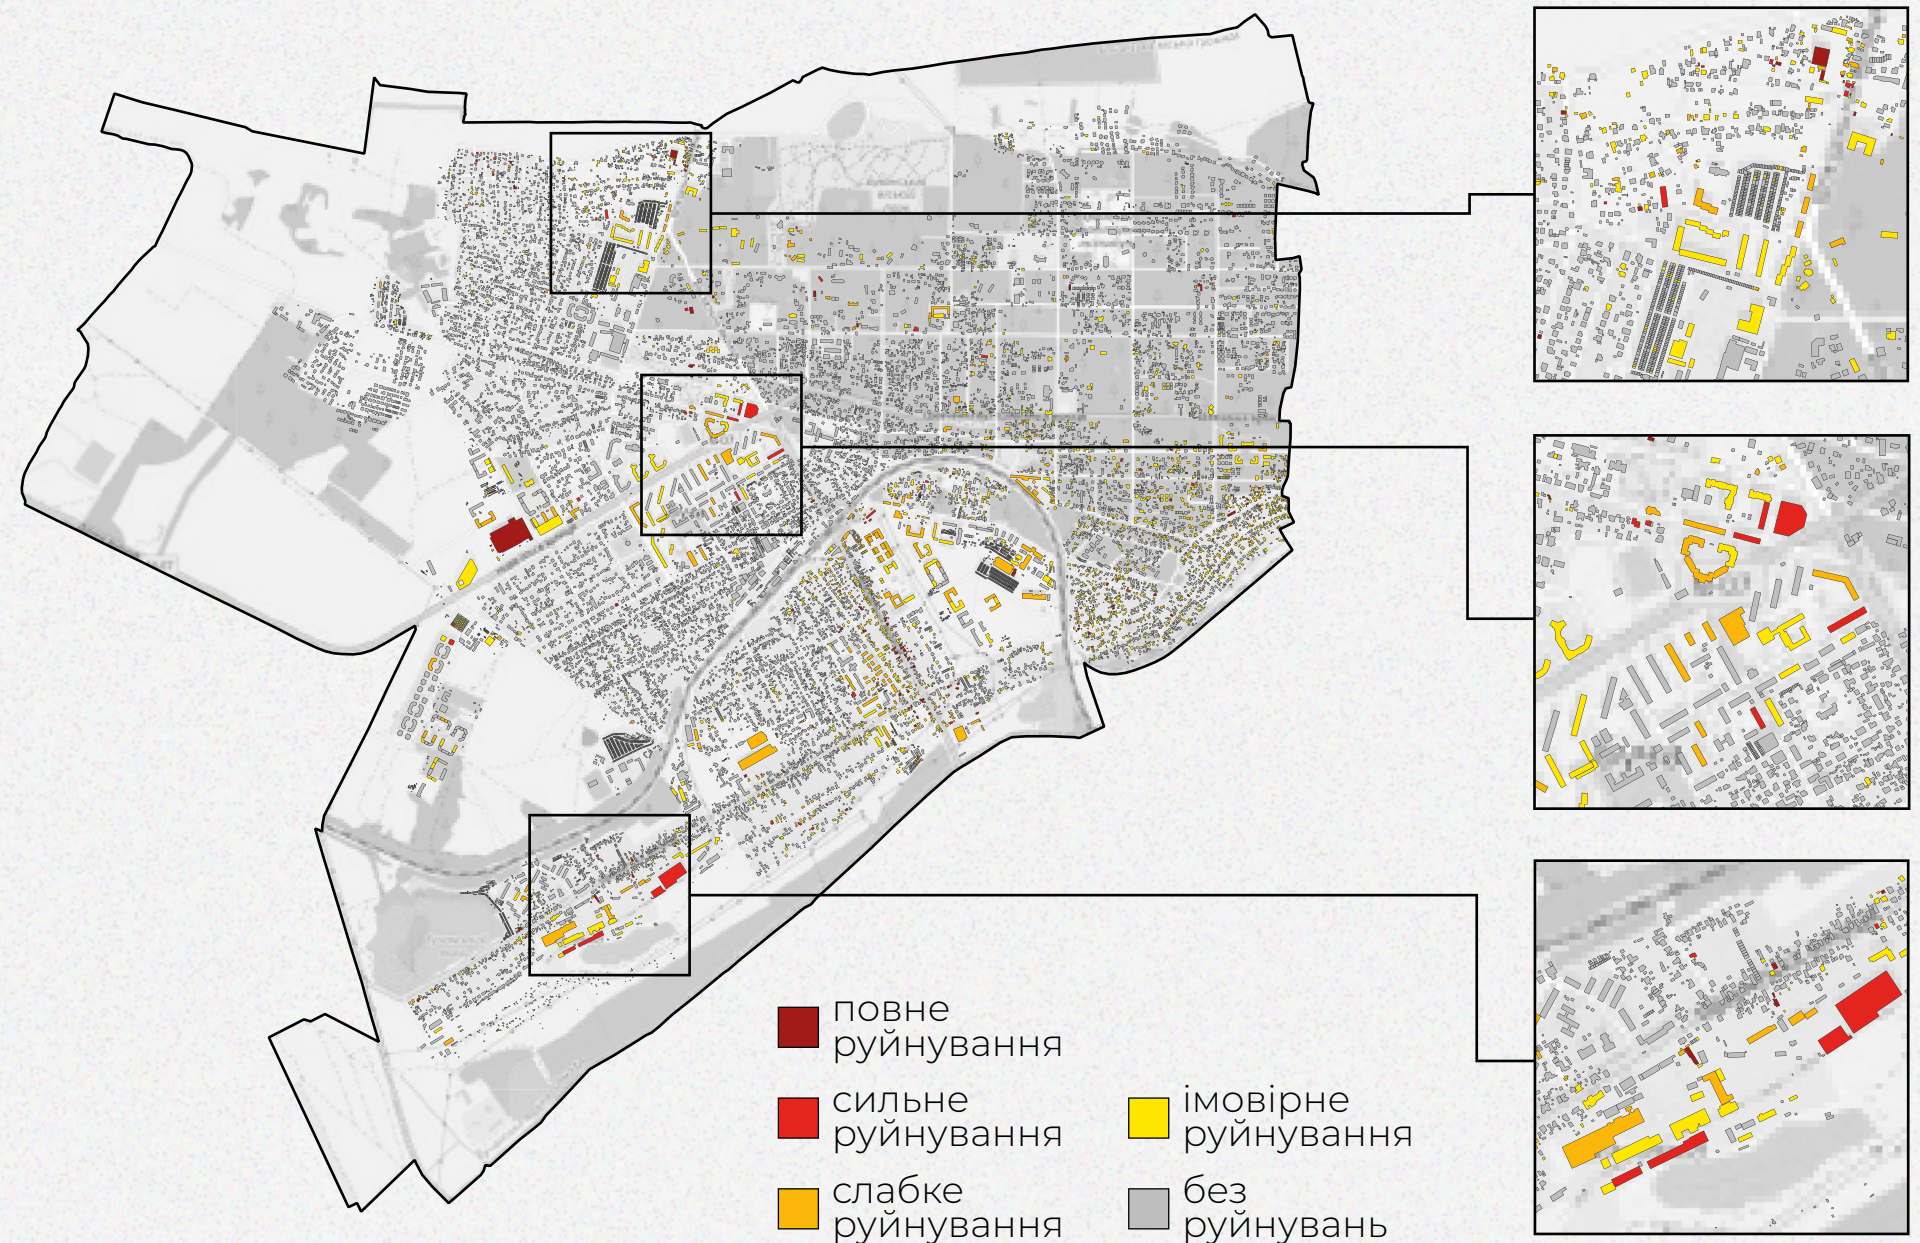 повне
руйнування
сильне
руйнування
слабке
руйнування
імовірне
руйнування
без
руйнувань